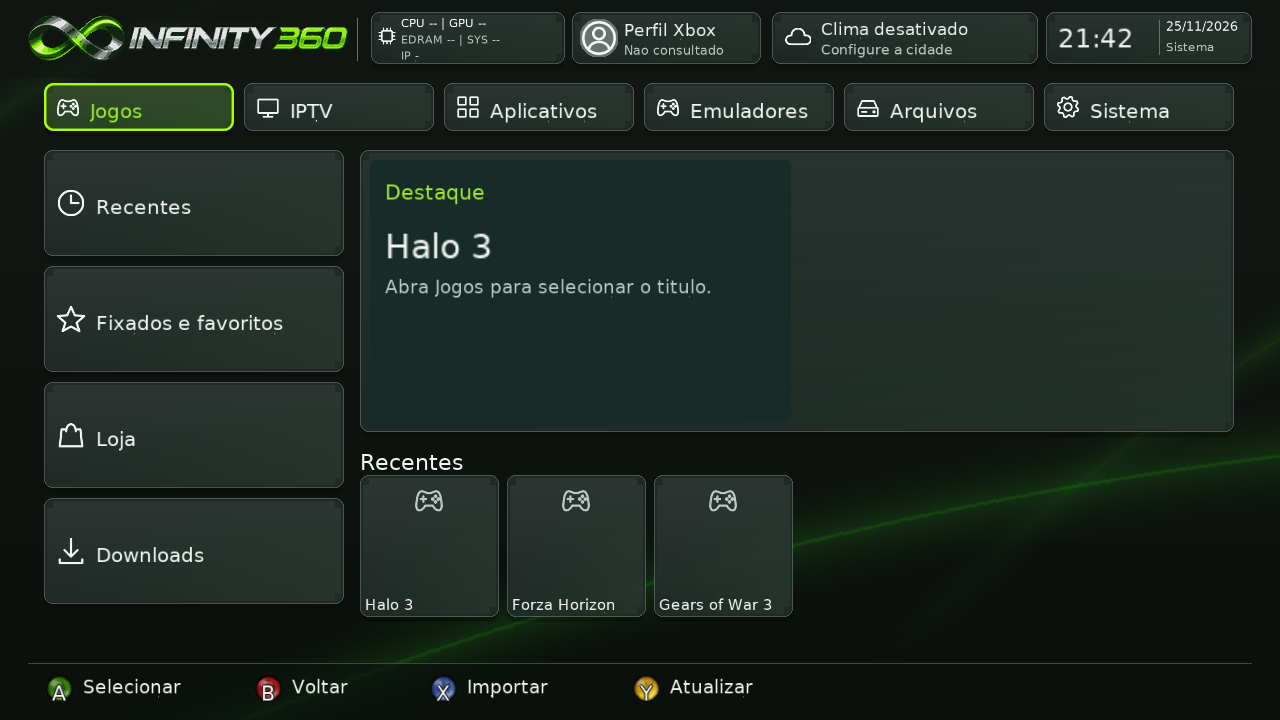 INFINITY 360
CPU -- | GPU --
EDRAM -- | SYS --
IP -
Perfil Xbox
Nao consultado
Clima desativado
Configure a cidade
21:42
25/11/2026
Sistema
Jogos
IPTV
Aplicativos
Emuladores
Arquivos
Sistema
Recentes
Fixados e favoritos
Loja
Downloads
Destaque
Halo 3
Abra Jogos para selecionar o titulo.
Recentes
Halo 3
Forza Horizon
Gears of War 3
A Selecionar
B Voltar
X Importar
Y Atualizar